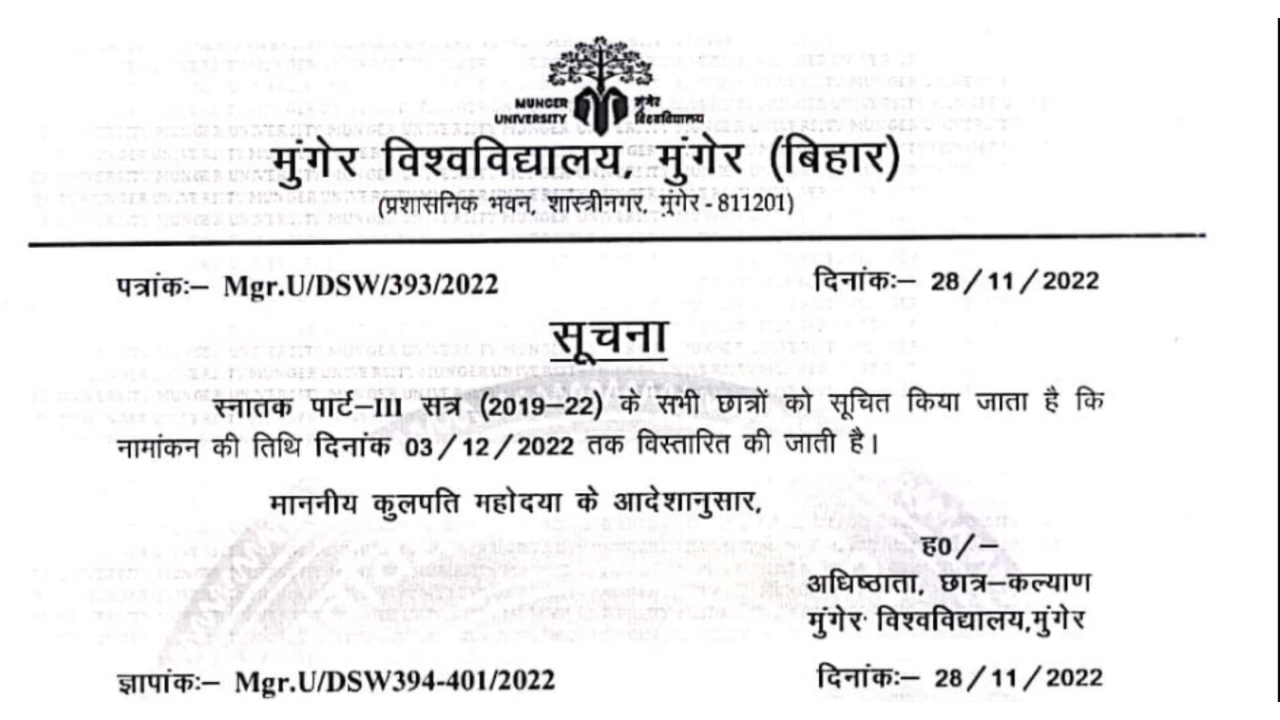 MUNGER UNIVERSITY मुंगेर विश्वविद्यालय
मुंगेर विश्वविद्यालय, मुंगेर (बिहार)
(प्रशासनिक भवन, शास्त्रीनगर, मुंगेर - 811201)
पत्रांकः– Mgr.U/DSW/393/2022 दिनांकः– 28/11/2022
सूचना
स्नातक पार्ट–III सत्र (2019–22) के सभी छात्रों को सूचित किया जाता है कि
नामांकन की तिथि दिनांक 03/12/2022 तक विस्तारित की जाती है।
माननीय कुलपति महोदया के आदेशानुसार,
ह0/–
अधिष्ठाता, छात्र–कल्याण
मुंगेर विश्वविद्यालय,मुंगेर
ज्ञापांकः– Mgr.U/DSW394-401/2022 दिनांकः– 28/11/2022